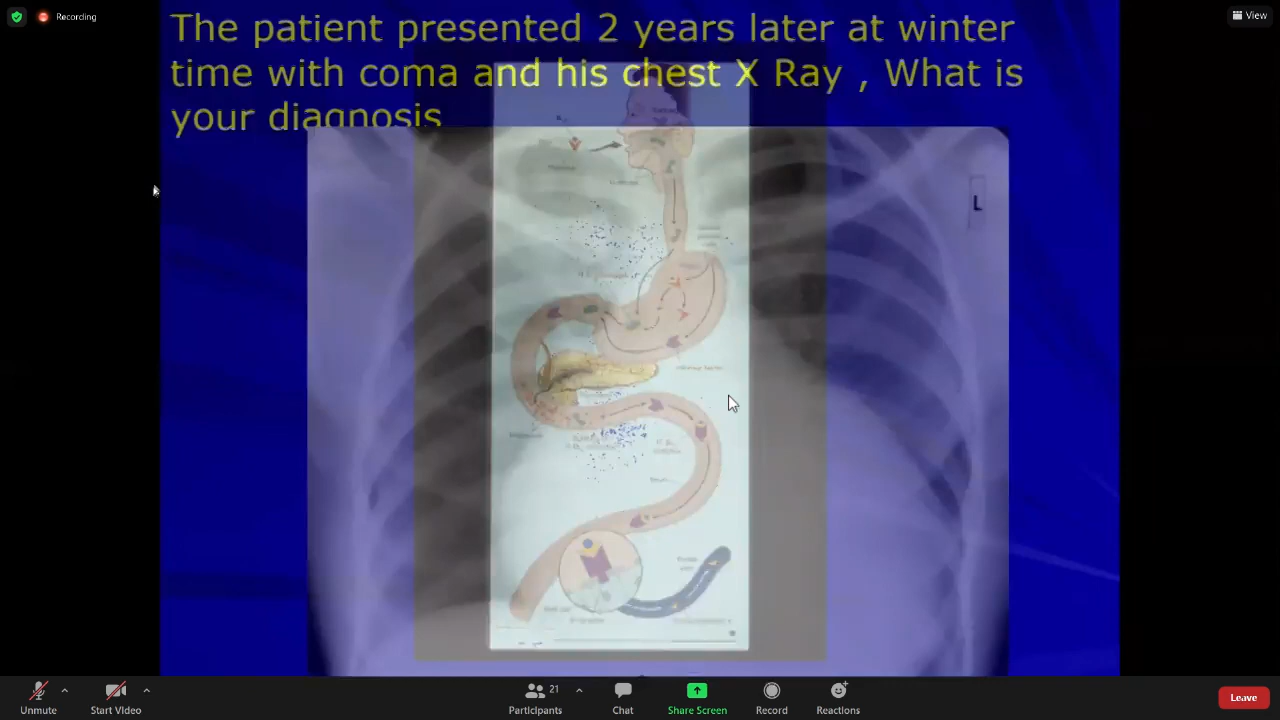 Recording
View
The patient presented 2 years later at winter
time with coma and his chest X Ray , What is
your diagnosis
L
Unmute
Start Video
Participants
21
Chat
Share Screen
Record
Reactions
Leave